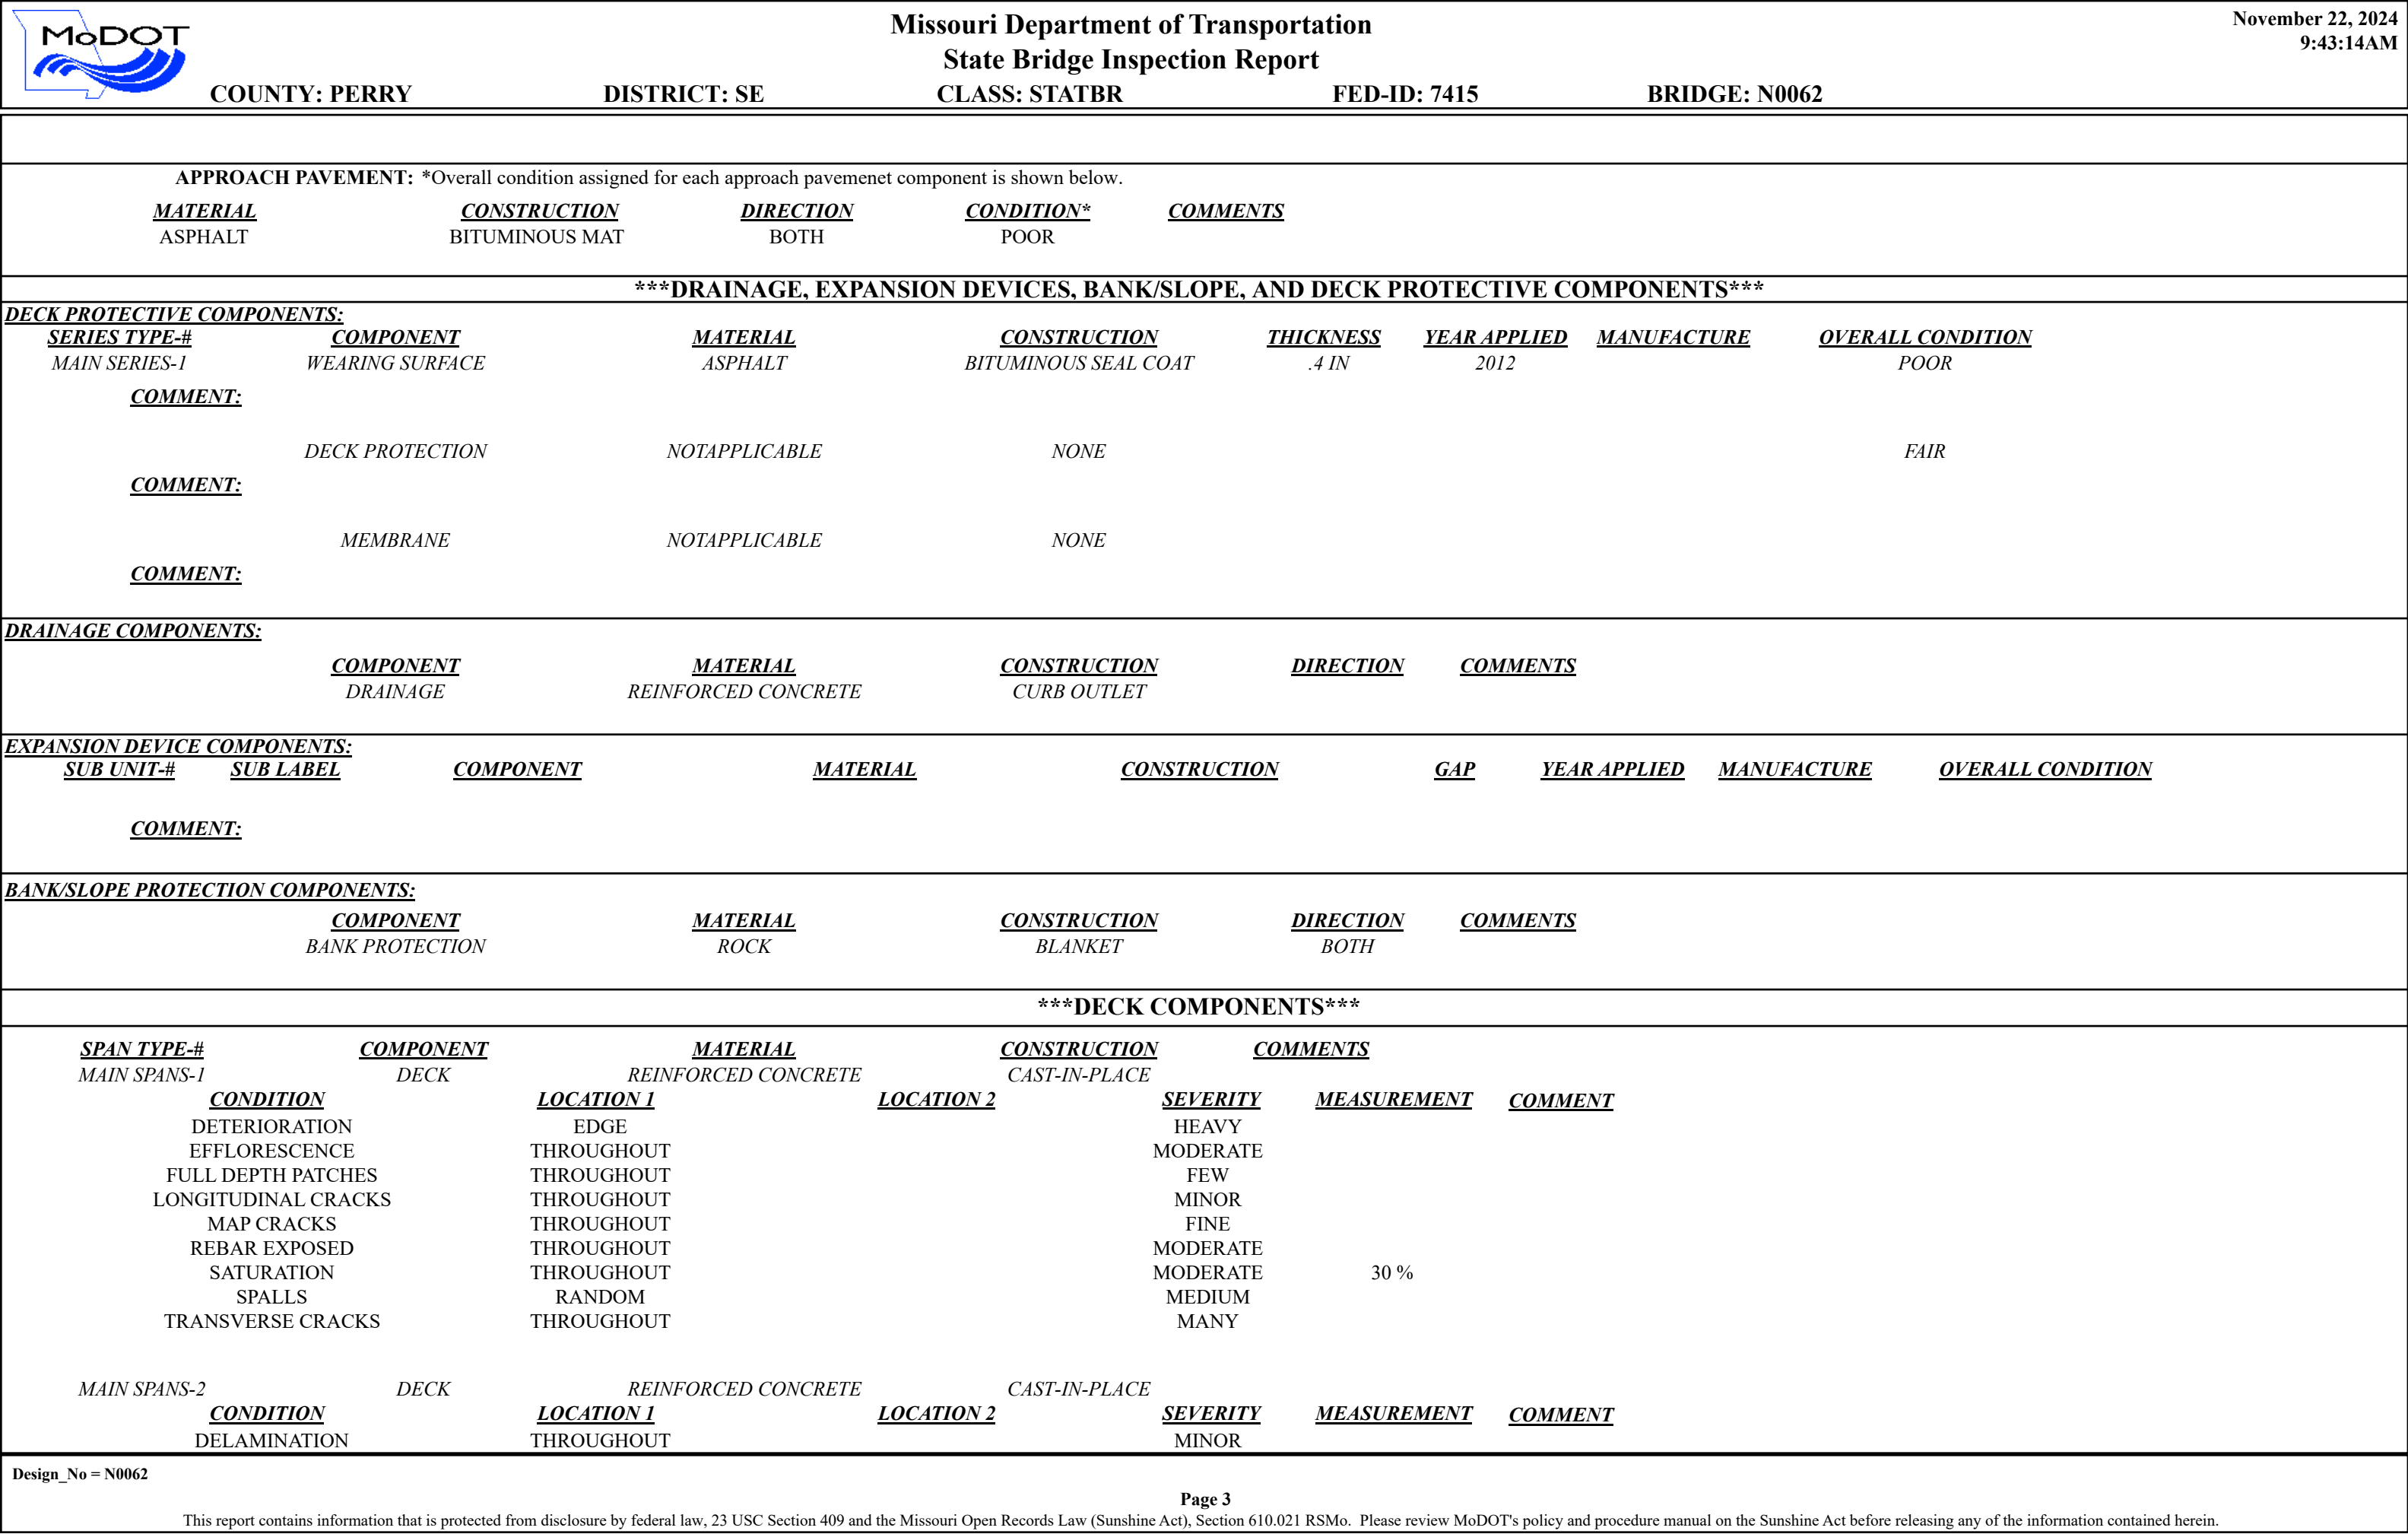 MoDOT
Missouri Department of Transportation
State Bridge Inspection Report
November 22, 2024
9:43:14AM
COUNTY: PERRY DISTRICT: SE CLASS: STATBR FED-ID: 7415 BRIDGE: N0062
APPROACH PAVEMENT: *Overall condition assigned for each approach pavemenet component is shown below.
MATERIAL CONSTRUCTION DIRECTION CONDITION* COMMENTS
ASPHALT BITUMINOUS MAT BOTH POOR
***DRAINAGE, EXPANSION DEVICES, BANK/SLOPE, AND DECK PROTECTIVE COMPONENTS***
DECK PROTECTIVE COMPONENTS:
SERIES TYPE-# COMPONENT MATERIAL CONSTRUCTION THICKNESS YEAR APPLIED MANUFACTURE OVERALL CONDITION
MAIN SERIES-1 WEARING SURFACE ASPHALT BITUMINOUS SEAL COAT .4 IN 2012 POOR
COMMENT:
DECK PROTECTION NOTAPPLICABLE NONE FAIR
COMMENT:
MEMBRANE NOTAPPLICABLE NONE
COMMENT:
DRAINAGE COMPONENTS:
COMPONENT MATERIAL CONSTRUCTION DIRECTION COMMENTS
DRAINAGE REINFORCED CONCRETE CURB OUTLET
EXPANSION DEVICE COMPONENTS:
SUB UNIT-# SUB LABEL COMPONENT MATERIAL CONSTRUCTION GAP YEAR APPLIED MANUFACTURE OVERALL CONDITION
COMMENT:
BANK/SLOPE PROTECTION COMPONENTS:
COMPONENT MATERIAL CONSTRUCTION DIRECTION COMMENTS
BANK PROTECTION ROCK BLANKET BOTH
***DECK COMPONENTS***
SPAN TYPE-# COMPONENT MATERIAL CONSTRUCTION COMMENTS
MAIN SPANS-1 DECK REINFORCED CONCRETE CAST-IN-PLACE
CONDITION LOCATION 1 LOCATION 2 SEVERITY MEASUREMENT COMMENT
DETERIORATION EDGE HEAVY
EFFLORESCENCE THROUGHOUT MODERATE
FULL DEPTH PATCHES THROUGHOUT FEW
LONGITUDINAL CRACKS THROUGHOUT MINOR
MAP CRACKS THROUGHOUT FINE
REBAR EXPOSED THROUGHOUT MODERATE
SATURATION THROUGHOUT MODERATE 30 %
SPALLS RANDOM MEDIUM
TRANSVERSE CRACKS THROUGHOUT MANY
MAIN SPANS-2 DECK REINFORCED CONCRETE CAST-IN-PLACE
CONDITION LOCATION 1 LOCATION 2 SEVERITY MEASUREMENT COMMENT
DELAMINATION THROUGHOUT MINOR
Design_No = N0062
Page 3
This report contains information that is protected from disclosure by federal law, 23 USC Section 409 and the Missouri Open Records Law (Sunshine Act), Section 610.021 RSMo. Please review MoDOT's policy and procedure manual on the Sunshine Act before releasing any of the information contained herein.